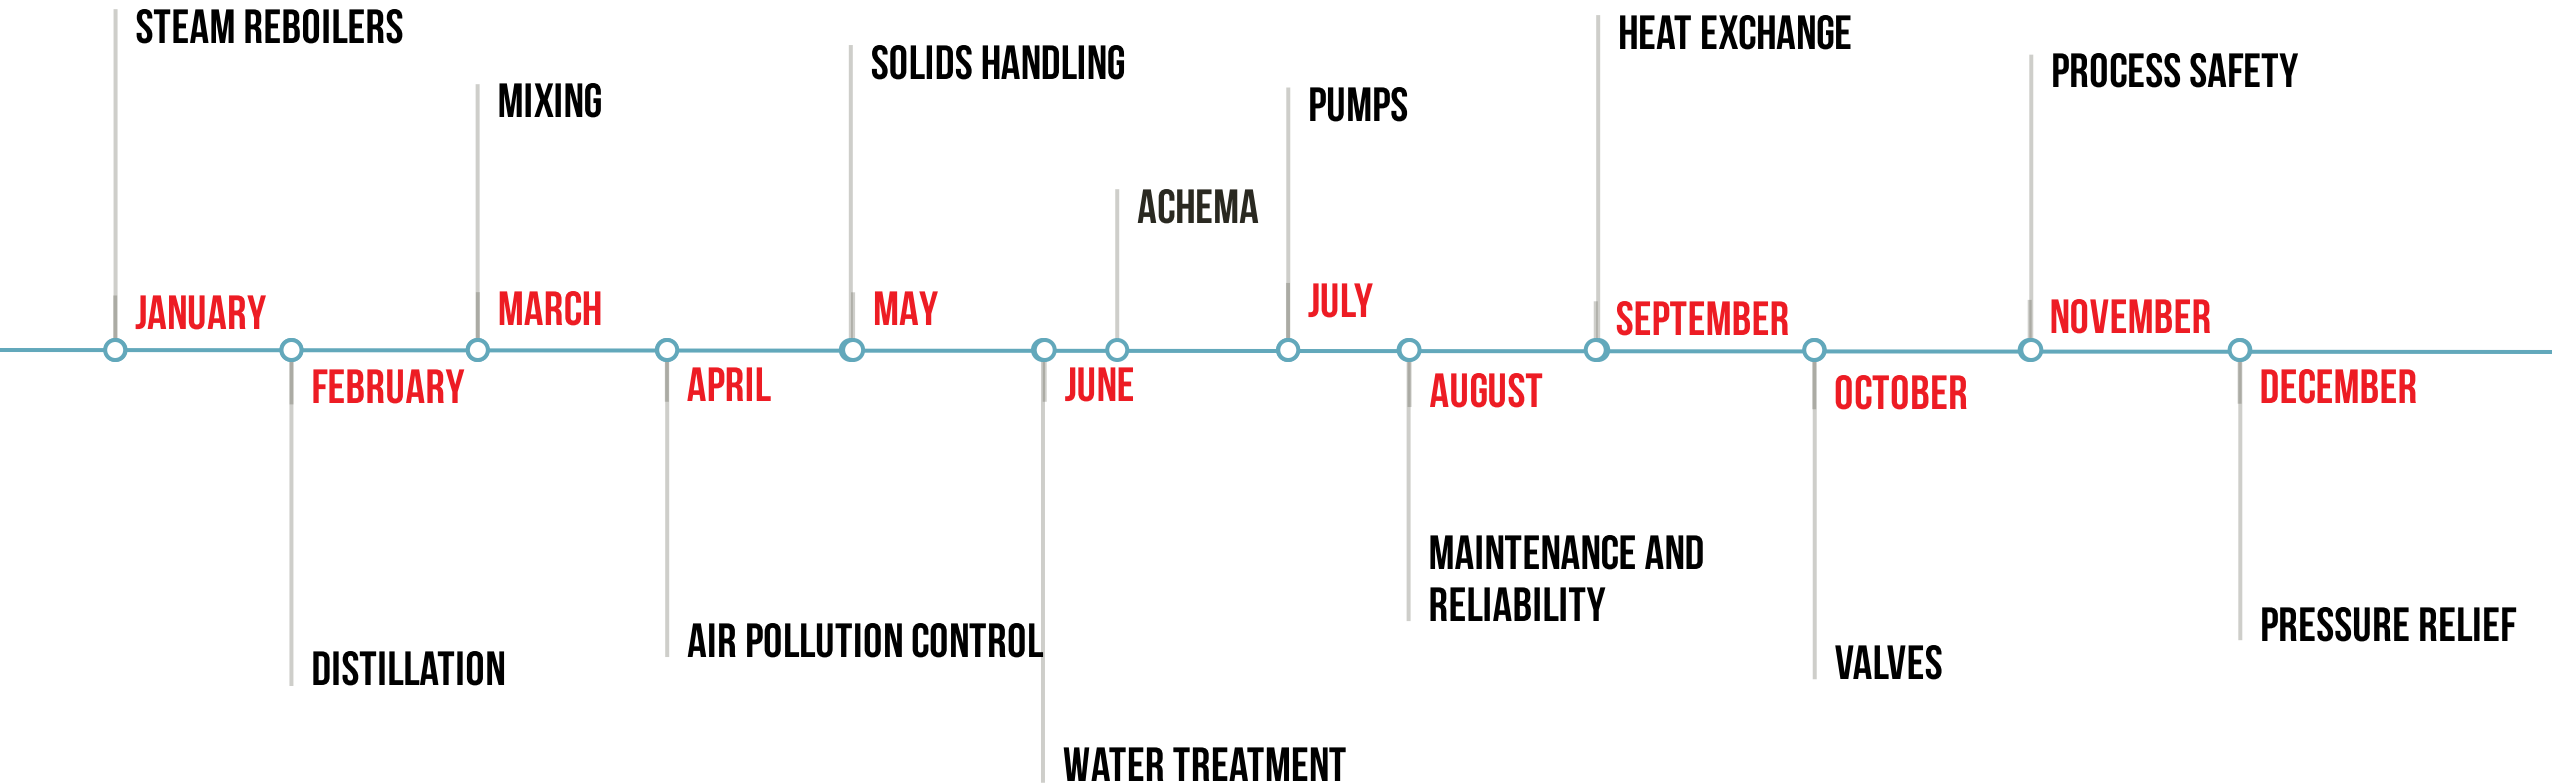 STEAM REBOILERS
JANUARY
FEBRUARY
DISTILLATION
MIXING
MARCH
APRIL
AIR POLLUTION CONTROL
SOLIDS HANDLING
MAY
JUNE
WATER TREATMENT
ACHEMA
PUMPS
JULY
AUGUST
MAINTENANCE AND
RELIABILITY
HEAT EXCHANGE
SEPTEMBER
OCTOBER
VALVES
PROCESS SAFETY
NOVEMBER
DECEMBER
PRESSURE RELIEF